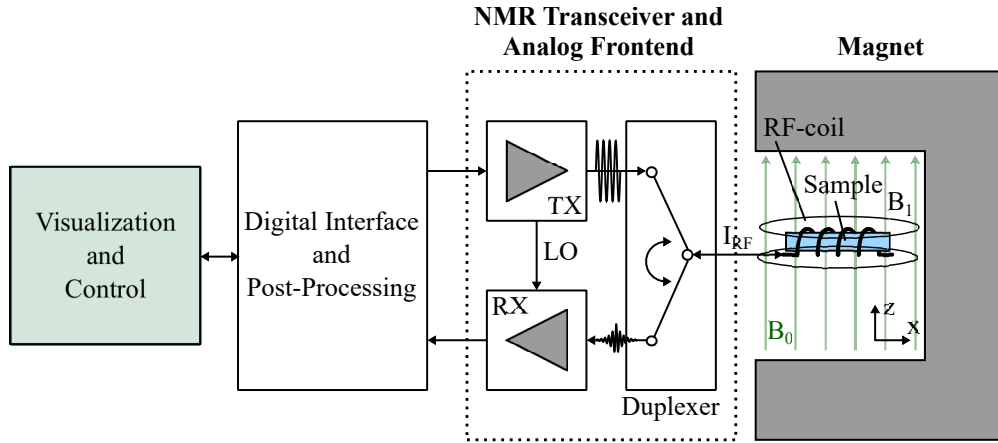 NMR Transceiver and
Analog Frontend
Magnet
RF-coil
Sample
B₁
TX
LO
RX
I_RF
Visualization
and
Control
Digital Interface
and
Post-Processing
B₀
z
x
Duplexer